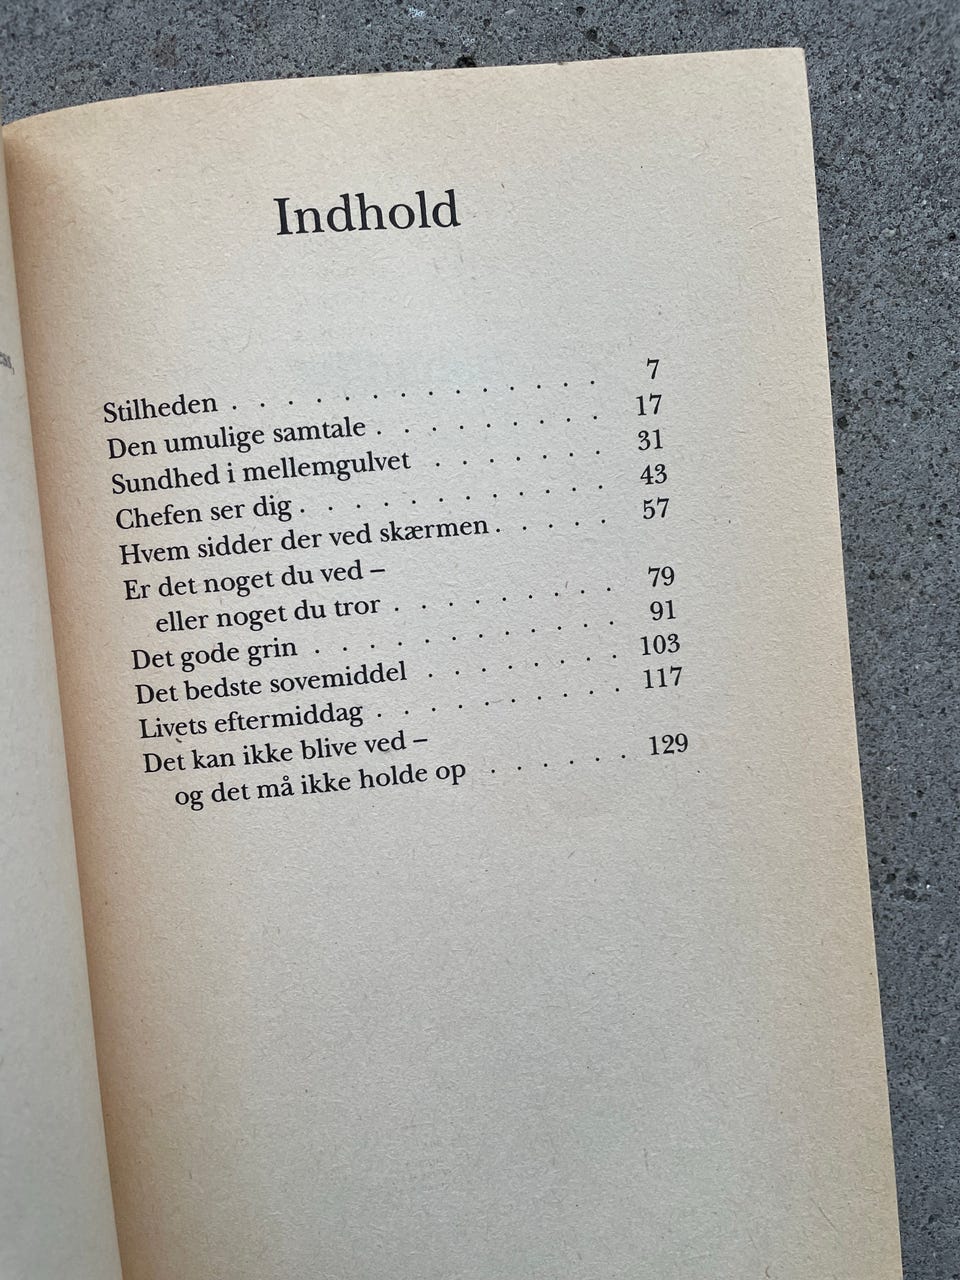 Indhold
Stilheden . . . . . . . . . . . . . . 7
Den umulige samtale . . . . . . . . . 17
Sundhed i mellemgulvet . . . . . . . 31
Chefen ser dig . . . . . . . . . . . . 43
Hvem sidder der ved skærmen . . . . . 57
Er det noget du ved –
eller noget du tror . . . . . . . . . 79
Det gode grin . . . . . . . . . . . . 91
Det bedste sovemiddel . . . . . . . . 103
Livets eftermiddag . . . . . . . . . . 117
Det kan ikke blive ved –
og det må ikke holde op . . . . . . 129